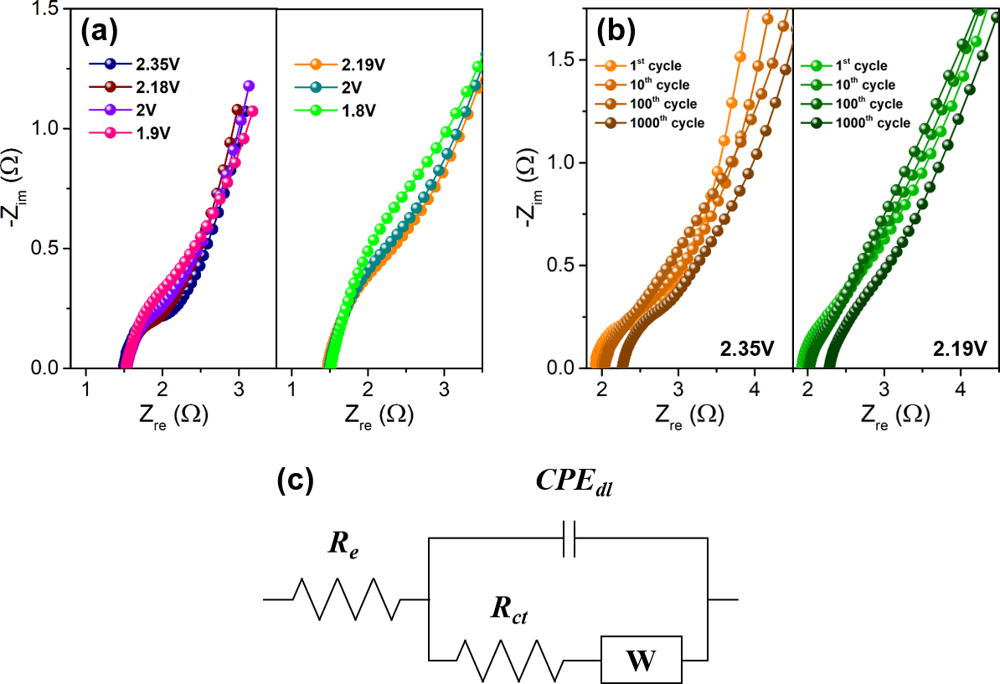 (a)
1.5
1.0
0.5
0.0
-Zim (Ω)
2.35V
2.18V
2V
1.9V
2.19V
2V
1.8V
1 2 3
1 2 3
Zre (Ω)
Zre (Ω)
(b)
1.5
1.0
0.5
0.0
-Zim (Ω)
1st cycle
10th cycle
100th cycle
1000th cycle
2.35V
1st cycle
10th cycle
100th cycle
1000th cycle
2.19V
2 3 4
2 3 4
Zre (Ω)
Zre (Ω)
(c)
CPEdl
Re
Rct
W